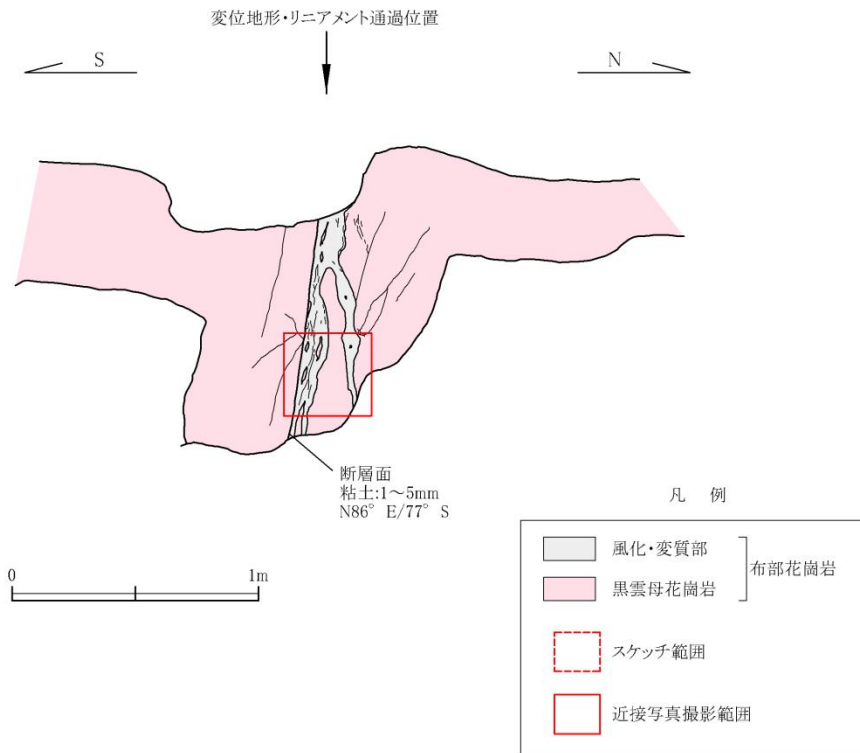 変位地形・リニアメント通過位置
S
N
断層面
粘土:1～5mm
N86° E/77° S
0
1m
凡 例
風化・変質部
黒雲母花崗岩
布部花崗岩
スケッチ範囲
近接写真撮影範囲